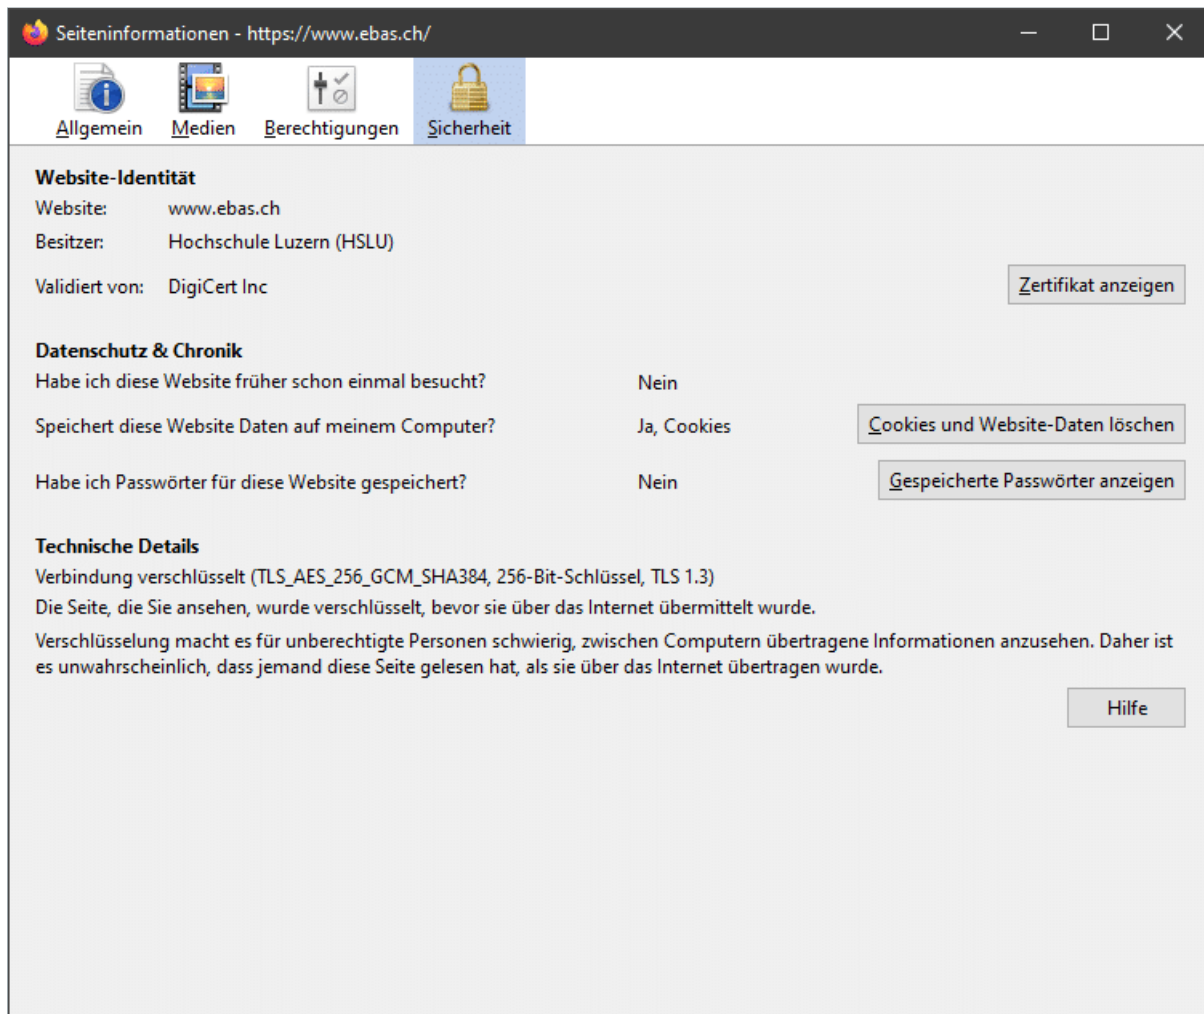 Seiteninformationen - https://www.ebas.ch/
Allgemein Medien Berechtigungen Sicherheit
Website-Identität
Website: www.ebas.ch
Besitzer: Hochschule Luzern (HSLU)
Validiert von: DigiCert Inc Zertifikat anzeigen
Datenschutz & Chronik
Habe ich diese Website früher schon einmal besucht? Nein
Speichert diese Website Daten auf meinem Computer? Ja, Cookies Cookies und Website-Daten löschen
Habe ich Passwörter für diese Website gespeichert? Nein Gespeicherte Passwörter anzeigen
Technische Details
Verbindung verschlüsselt (TLS_AES_256_GCM_SHA384, 256-Bit-Schlüssel, TLS 1.3)
Die Seite, die Sie ansehen, wurde verschlüsselt, bevor sie über das Internet übermittelt wurde.
Verschlüsselung macht es für unberechtigte Personen schwierig, zwischen Computern übertragene Informationen anzusehen. Daher ist
es unwahrscheinlich, dass jemand diese Seite gelesen hat, als sie über das Internet übertragen wurde.
Hilfe